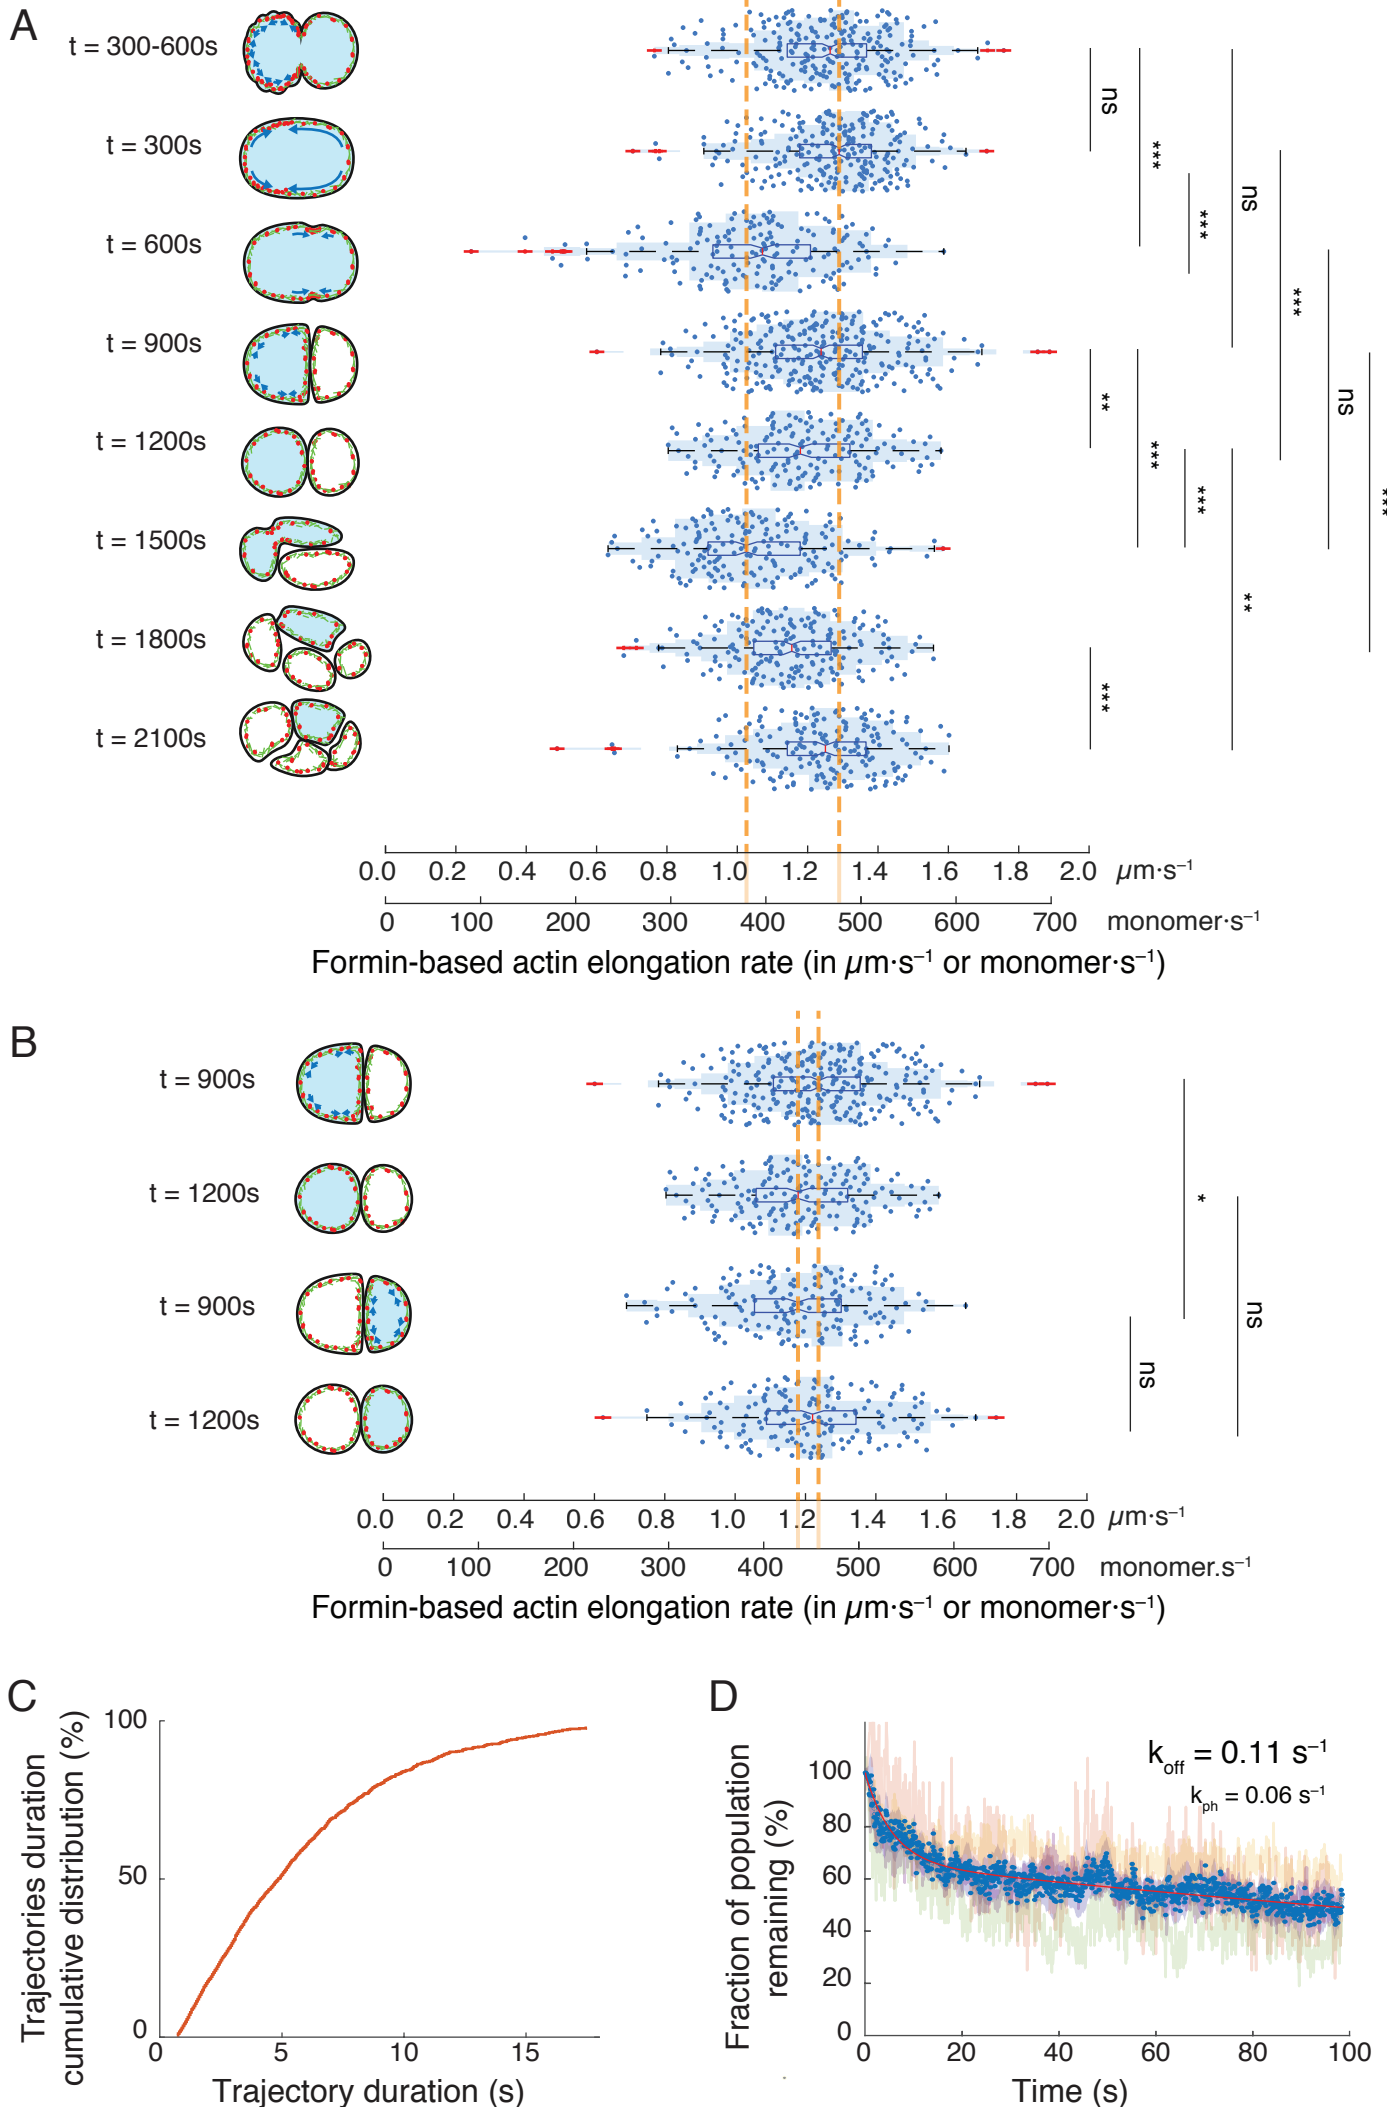 A
t = 300-600s
t = 300s
t = 600s
t = 900s
t = 1200s
t = 1500s
t = 1800s
t = 2100s
ns
***
***
ns
***
ns
***
**
***
***
**
***
0.0 0.2 0.4 0.6 0.8 1.0 1.2 1.4 1.6 1.8 2.0 µm·s⁻¹
0 100 200 300 400 500 600 700 monomer·s⁻¹
Formin-based actin elongation rate (in µm·s⁻¹ or monomer·s⁻¹)
B
t = 900s
t = 1200s
t = 900s
t = 1200s
*
ns
ns
0.0 0.2 0.4 0.6 0.8 1.0 1.2 1.4 1.6 1.8 2.0 µm·s⁻¹
0 100 200 300 400 500 600 700 monomer.s⁻¹
Formin-based actin elongation rate (in µm·s⁻¹ or monomer·s⁻¹)
C
Trajectories duration
cumulative distribution (%)
100
50
0
0 5 10 15
Trajectory duration (s)
D
Fraction of population
remaining (%)
k off = 0.11 s⁻¹
k ph = 0.06 s⁻¹
100
80
60
40
20
0
0 20 40 60 80 100
Time (s)